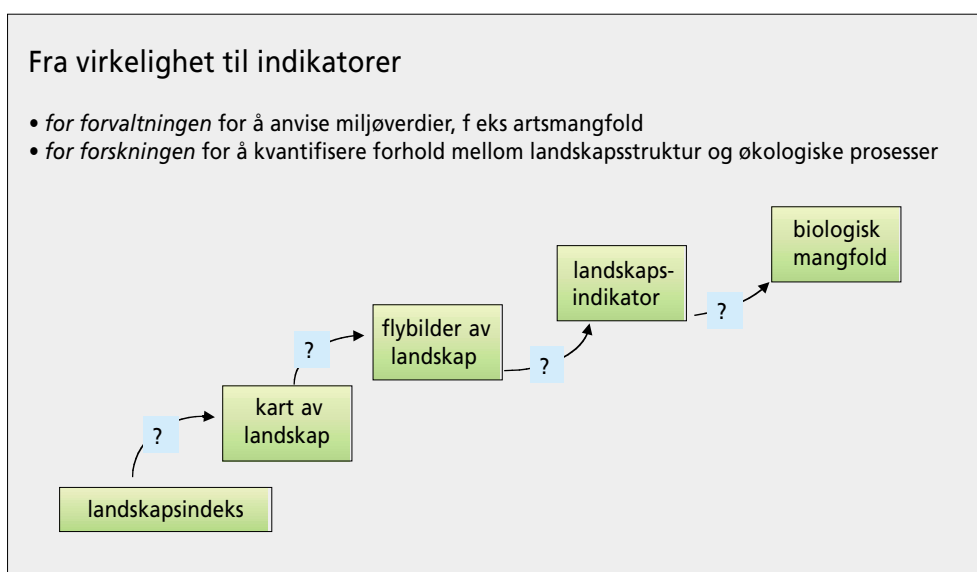 Fra virkelighet til indikatorer
• for forvaltningen for å anvise miljøverdier, f eks artsmangfold
• for forskningen for å kvantifisere forhold mellom landskapsstruktur og økologiske prosesser
biologisk
mangfold
landskaps-
indikator
?
flybilder av
landskap
?
?
kart av
landskap
?
landskapsindeks